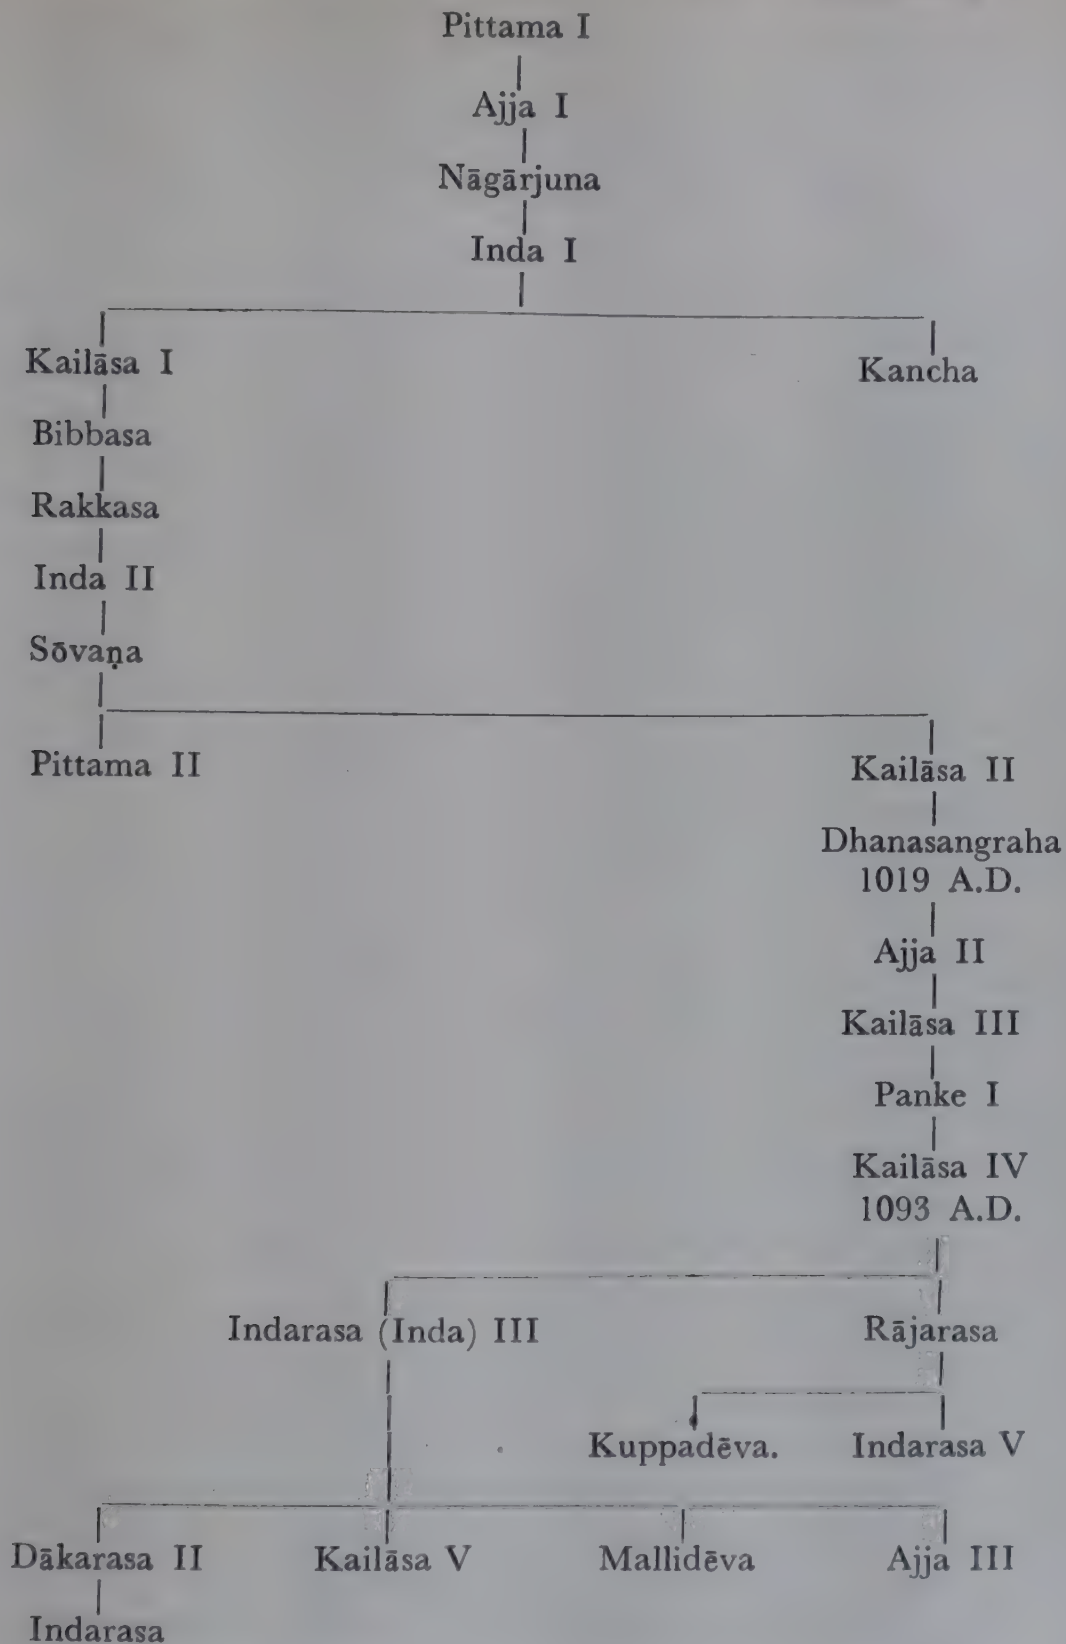 Pittama I
Ajja I
Nāgārjuna
Inda I
Kailāsa I
Kancha
Bibbasa
Rakkasa
Inda II
Sōvaṇa
Pittama II
Kailāsa II
Dhanasangraha
1019 A.D.
Ajja II
Kailāsa III
Panke I
Kailāsa IV
1093 A.D.
Indarasa (Inda) III
Rājarasa
Kuppadēva.
Indarasa V
Dākarasa II
Kailāsa V
Mallidēva
Ajja III
Indarasa